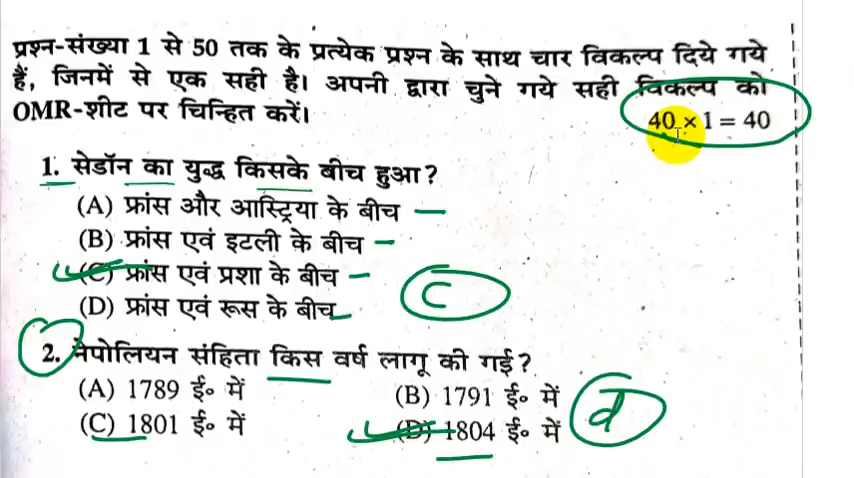 प्रश्न-संख्या 1 से 50 तक के प्रत्येक प्रश्न के साथ चार विकल्प दिये गये
हैं, जिनमें से एक सही है। अपनी द्वारा चुने गये सही विकल्प को
OMR-शीट पर चिन्हित करें।
40 × 1 = 40
1. सेडॉन का युद्ध किसके बीच हुआ?
(A) फ्रांस और आस्ट्रिया के बीच
(B) फ्रांस एवं इटली के बीच
(C) फ्रांस एवं प्रशा के बीच
(D) फ्रांस एवं रूस के बीच
C
2. नेपोलियन संहिता किस वर्ष लागू की गई?
(A) 1789 ई० में (B) 1791 ई० में
(C) 1801 ई० में (D) 1804 ई० में
d